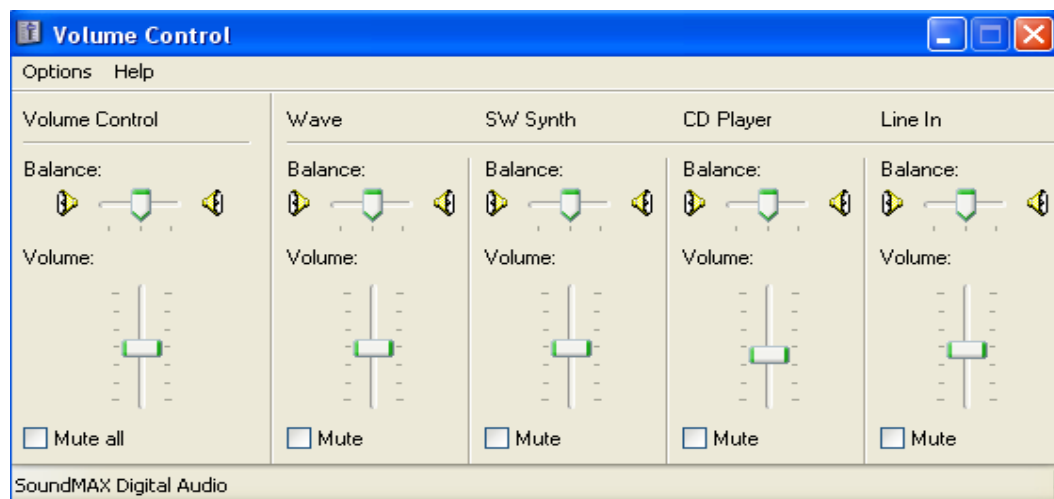 Volume Control
Options Help
Volume Control Wave SW Synth CD Player Line In
Balance: Balance: Balance: Balance: Balance:
Volume: Volume: Volume: Volume: Volume:
Mute all Mute Mute Mute Mute
SoundMAX Digital Audio